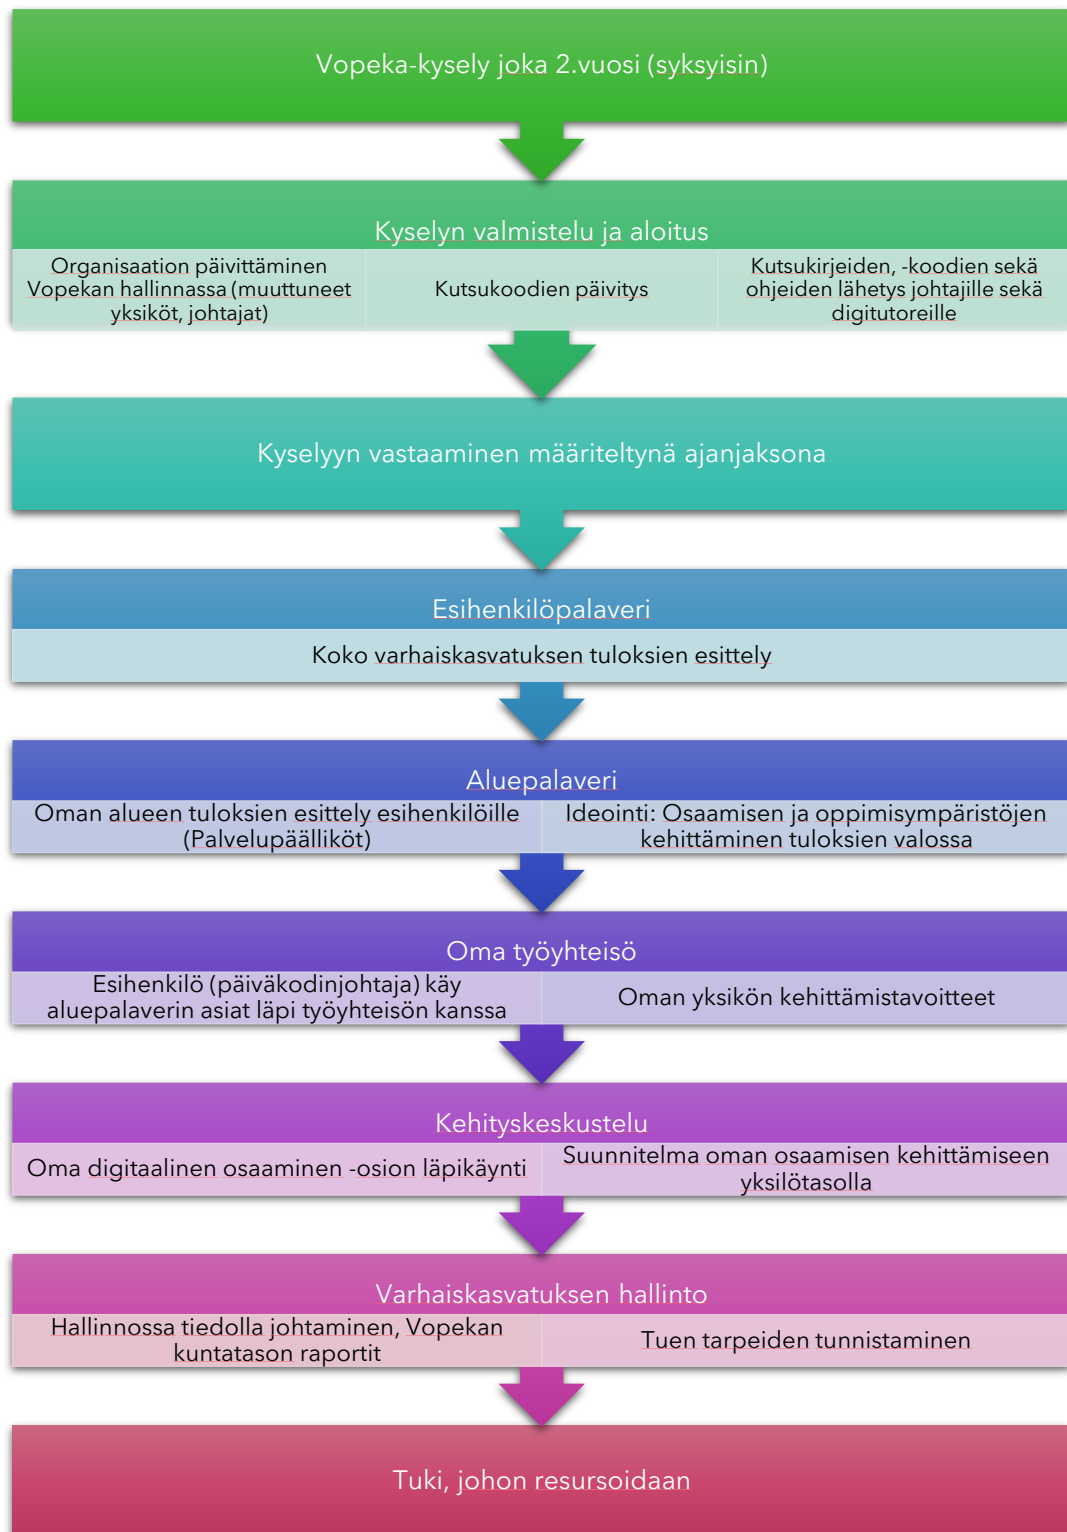 Vopeka-kysely joka 2.vuosi (syksyisin)
Kyselyn valmistelu ja aloitus
Organisaation päivittäminen
Vopekan hallinnassa (muuttuneet
yksiköt, johtajat)
Kutsukoodien päivitys
Kutsukirjeiden, -koodien sekä
ohjeiden lähetys johtajille sekä
digitutoreille
Kyselyyn vastaaminen määriteltynä ajanjaksona
Esihenkilöpalaveri
Koko varhaiskasvatuksen tuloksien esittely
Aluepalaveri
Oman alueen tuloksien esittely esihenkilöille
(Palvelupäälliköt)
Ideointi: Osaamisen ja oppimisympäristöjen
kehittäminen tuloksien valossa
Oma työyhteisö
Esihenkilö (päiväkodinjohtaja) käy
aluepalaverin asiat läpi työyhteisön kanssa
Oman yksikön kehittämistavoitteet
Kehityskeskustelu
Oma digitaalinen osaaminen -osion läpikäynti
Suunnitelma oman osaamisen kehittämiseen
yksilötasolla
Varhaiskasvatuksen hallinto
Hallinnossa tiedolla johtaminen, Vopekan
kuntatason raportit
Tuen tarpeiden tunnistaminen
Tuki, johon resursoidaan